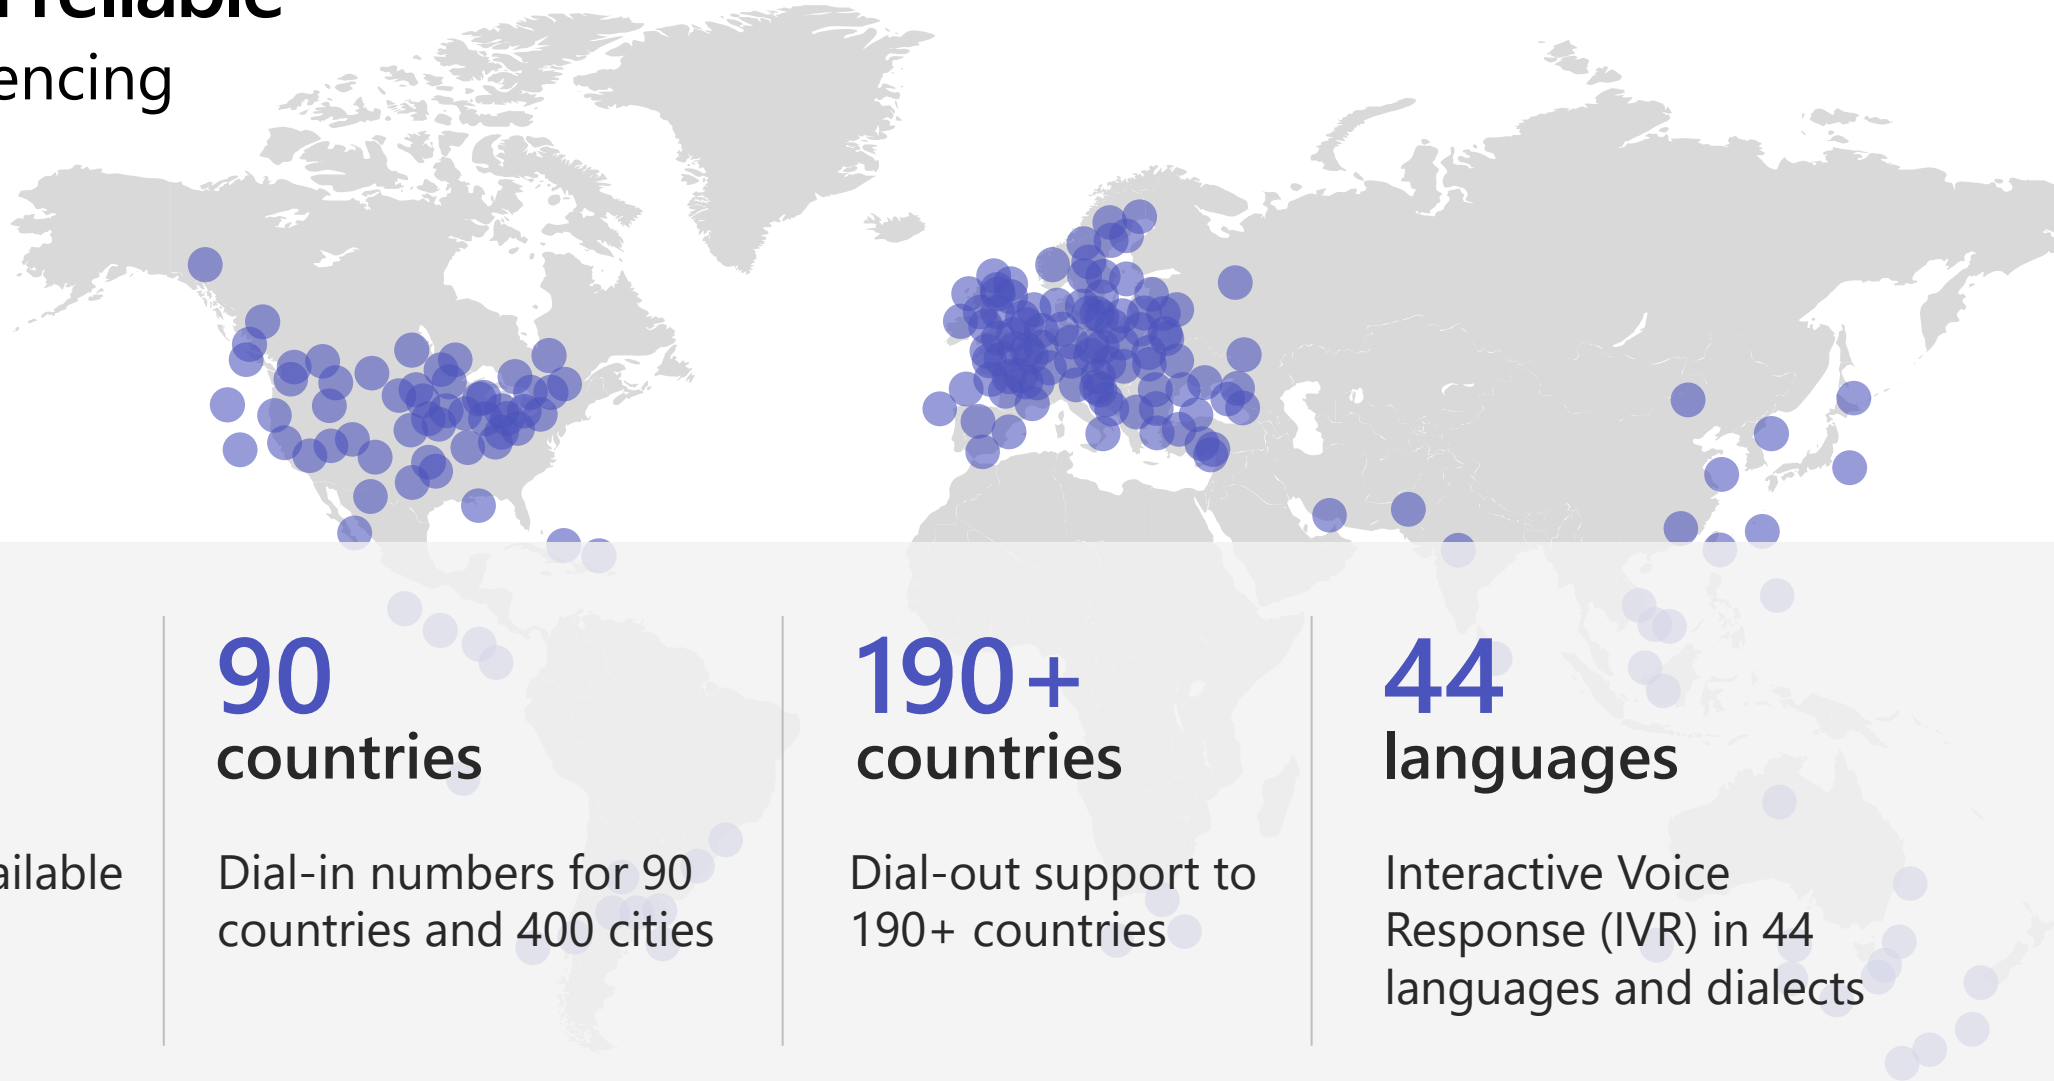 reliable
encing
90
countries
Dial-in numbers for 90
countries and 400 cities
190+
countries
Dial-out support to
190+ countries
44
languages
Interactive Voice
Response (IVR) in 44
languages and dialects
ailable